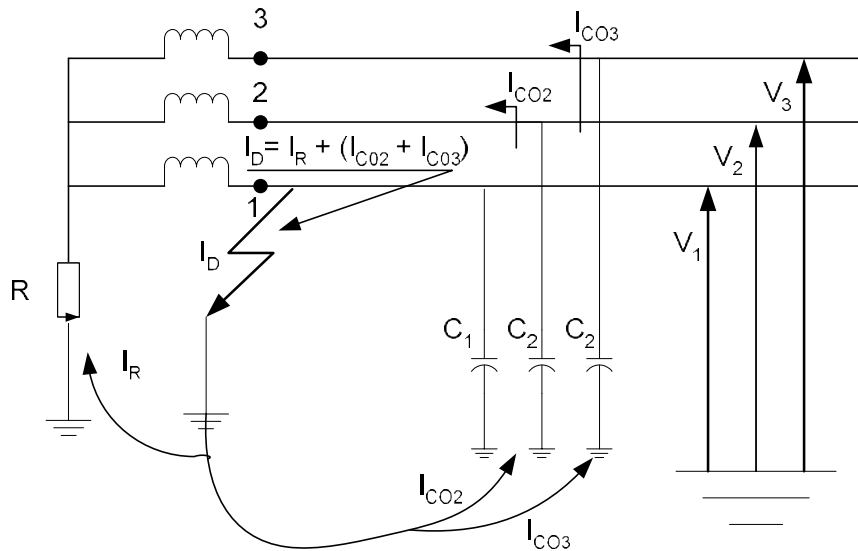 3
I_CO3
2
I_CO2
V_3
I_D = I_R + (I_C02 + I_C03)
V_2
1
V_1
I_D
R
C_1 C_2 C_2
I_R
I_CO2
I_CO3